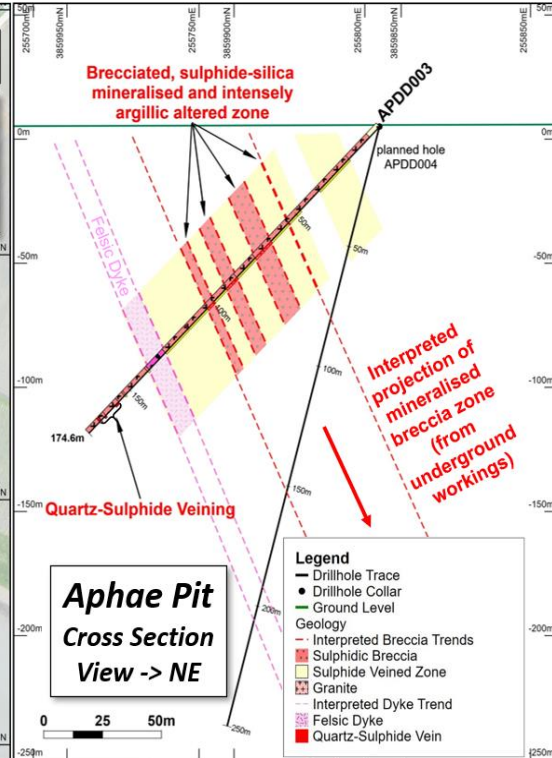 50m
255700mE
3859950mN
255750mE
3859900mN
255800mE
3859850mN
255850mE
50m
Brecciated, sulphide-silica
mineralised and intensely
argillic altered zone
APDD003
0m
0m
planned hole
APDD004
Felsic Dyke
50m
50m
-50m
-50m
100m
100m
-100m
-100m
150m
174.6m
Interpreted
projection of
mineralised
breccia zone
(from
underground
workings)
Quartz-Sulphide Veining
150m
-150m
-150m
200m
-200m
-200m
250m
-250m
-250m
Aphae Pit
Cross Section
View -> NE
0 25 50m
Legend
Drillhole Trace
Drillhole Collar
Ground Level
Geology
Interpreted Breccia Trends
Sulphidic Breccia
Sulphide Veined Zone
Granite
Interpreted Dyke Trend
Felsic Dyke
Quartz-Sulphide Vein
N
N
N